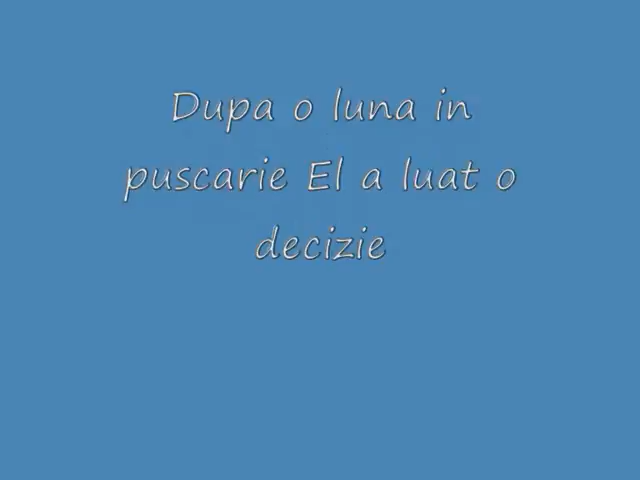 Dupa o luna in
puscarie El a luat o
decizie